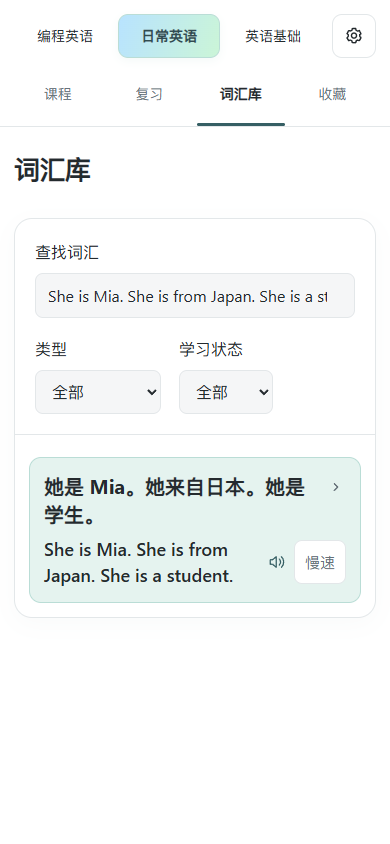 编程英语 日常英语 英语基础
课程 复习 词汇库 收藏
词汇库
查找词汇
She is Mia. She is from Japan. She is a st
类型 学习状态
全部 全部
她是 Mia。她来自日本。她是
学生。
She is Mia. She is from
Japan. She is a student.
慢速